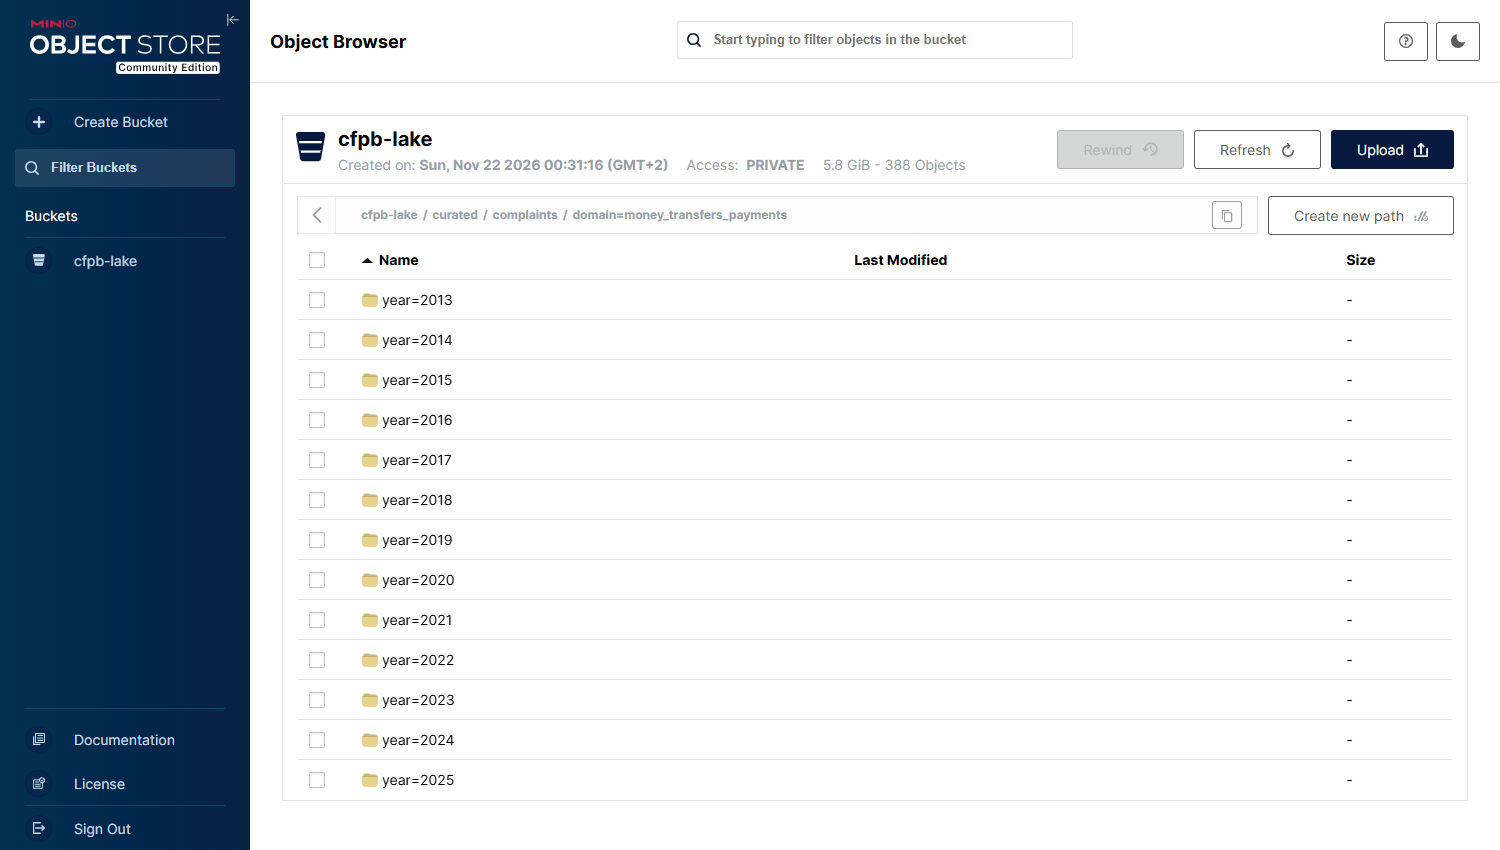 MINIO
OBJECT STORE
Community Edition
Create Bucket
Filter Buckets
Buckets
cfpb-lake
Documentation
License
Sign Out
Object Browser
Start typing to filter objects in the bucket
cfpb-lake
Created on: Sun, Nov 22 2026 00:31:16 (GMT+2) Access: PRIVATE 5.8 GiB - 388 Objects
Rewind
Refresh
Upload
cfpb-lake / curated / complaints / domain=money_transfers_payments
Create new path
Name Last Modified Size
year=2013 -
year=2014 -
year=2015 -
year=2016 -
year=2017 -
year=2018 -
year=2019 -
year=2020 -
year=2021 -
year=2022 -
year=2023 -
year=2024 -
year=2025 -